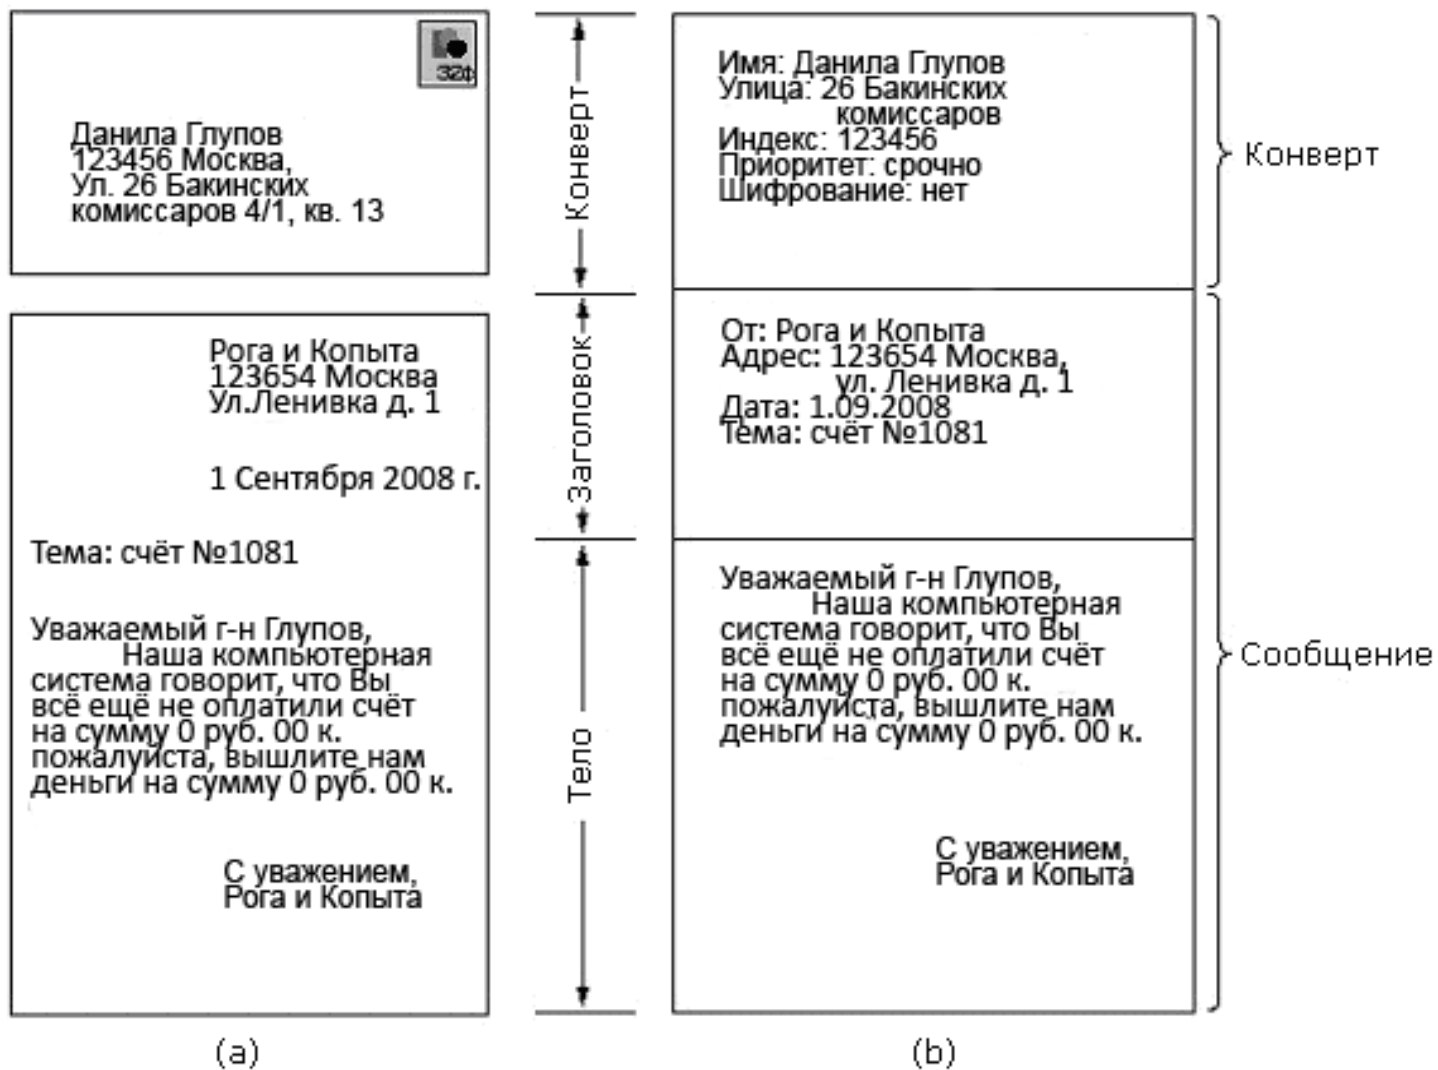 32¢
Данила Глупов
123456 Москва,
Ул. 26 Бакинских
комиссаров 4/1, кв. 13
Рога и Копыта
123654 Москва
Ул.Ленивка д. 1
1 Сентября 2008 г.
Тема: счёт №1081
Уважаемый г-н Глупов,
Наша компьютерная
система говорит, что Вы
всё ещё не оплатили счёт
на сумму 0 руб. 00 к.
пожалуйста, вышлите нам
деньги на сумму 0 руб. 00 к.
С уважением,
Рога и Копыта
(a)
Конверт
Заголовок
Тело
Имя: Данила Глупов
Улица: 26 Бакинских
комиссаров
Индекс: 123456
Приоритет: срочно
Шифрование: нет
От: Рога и Копыта
Адрес: 123654 Москва,
ул. Ленивка д. 1
Дата: 1.09.2008
Тема: счёт №1081
Уважаемый г-н Глупов,
Наша компьютерная
система говорит, что Вы
всё ещё не оплатили счёт
на сумму 0 руб. 00 к.
пожалуйста, вышлите нам
деньги на сумму 0 руб. 00 к.
С уважением,
Рога и Копыта
(b)
Конверт
Сообщение